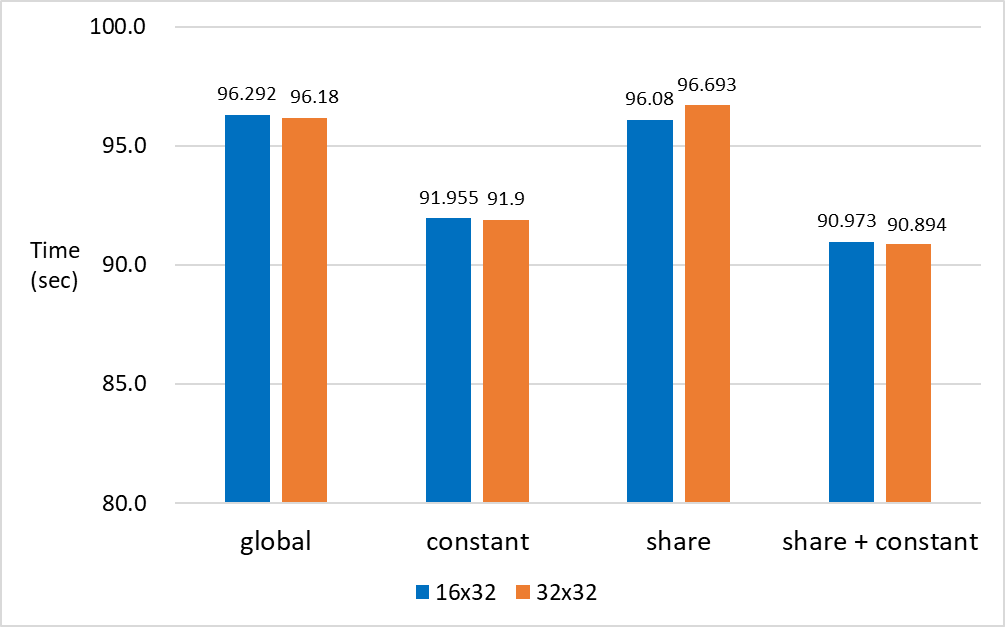 100.0
96.292 96.18 96.08 96.693
95.0
91.955 91.9
90.973 90.894
Time
(sec)
90.0
85.0
80.0
global constant share share + constant
16x32 32x32